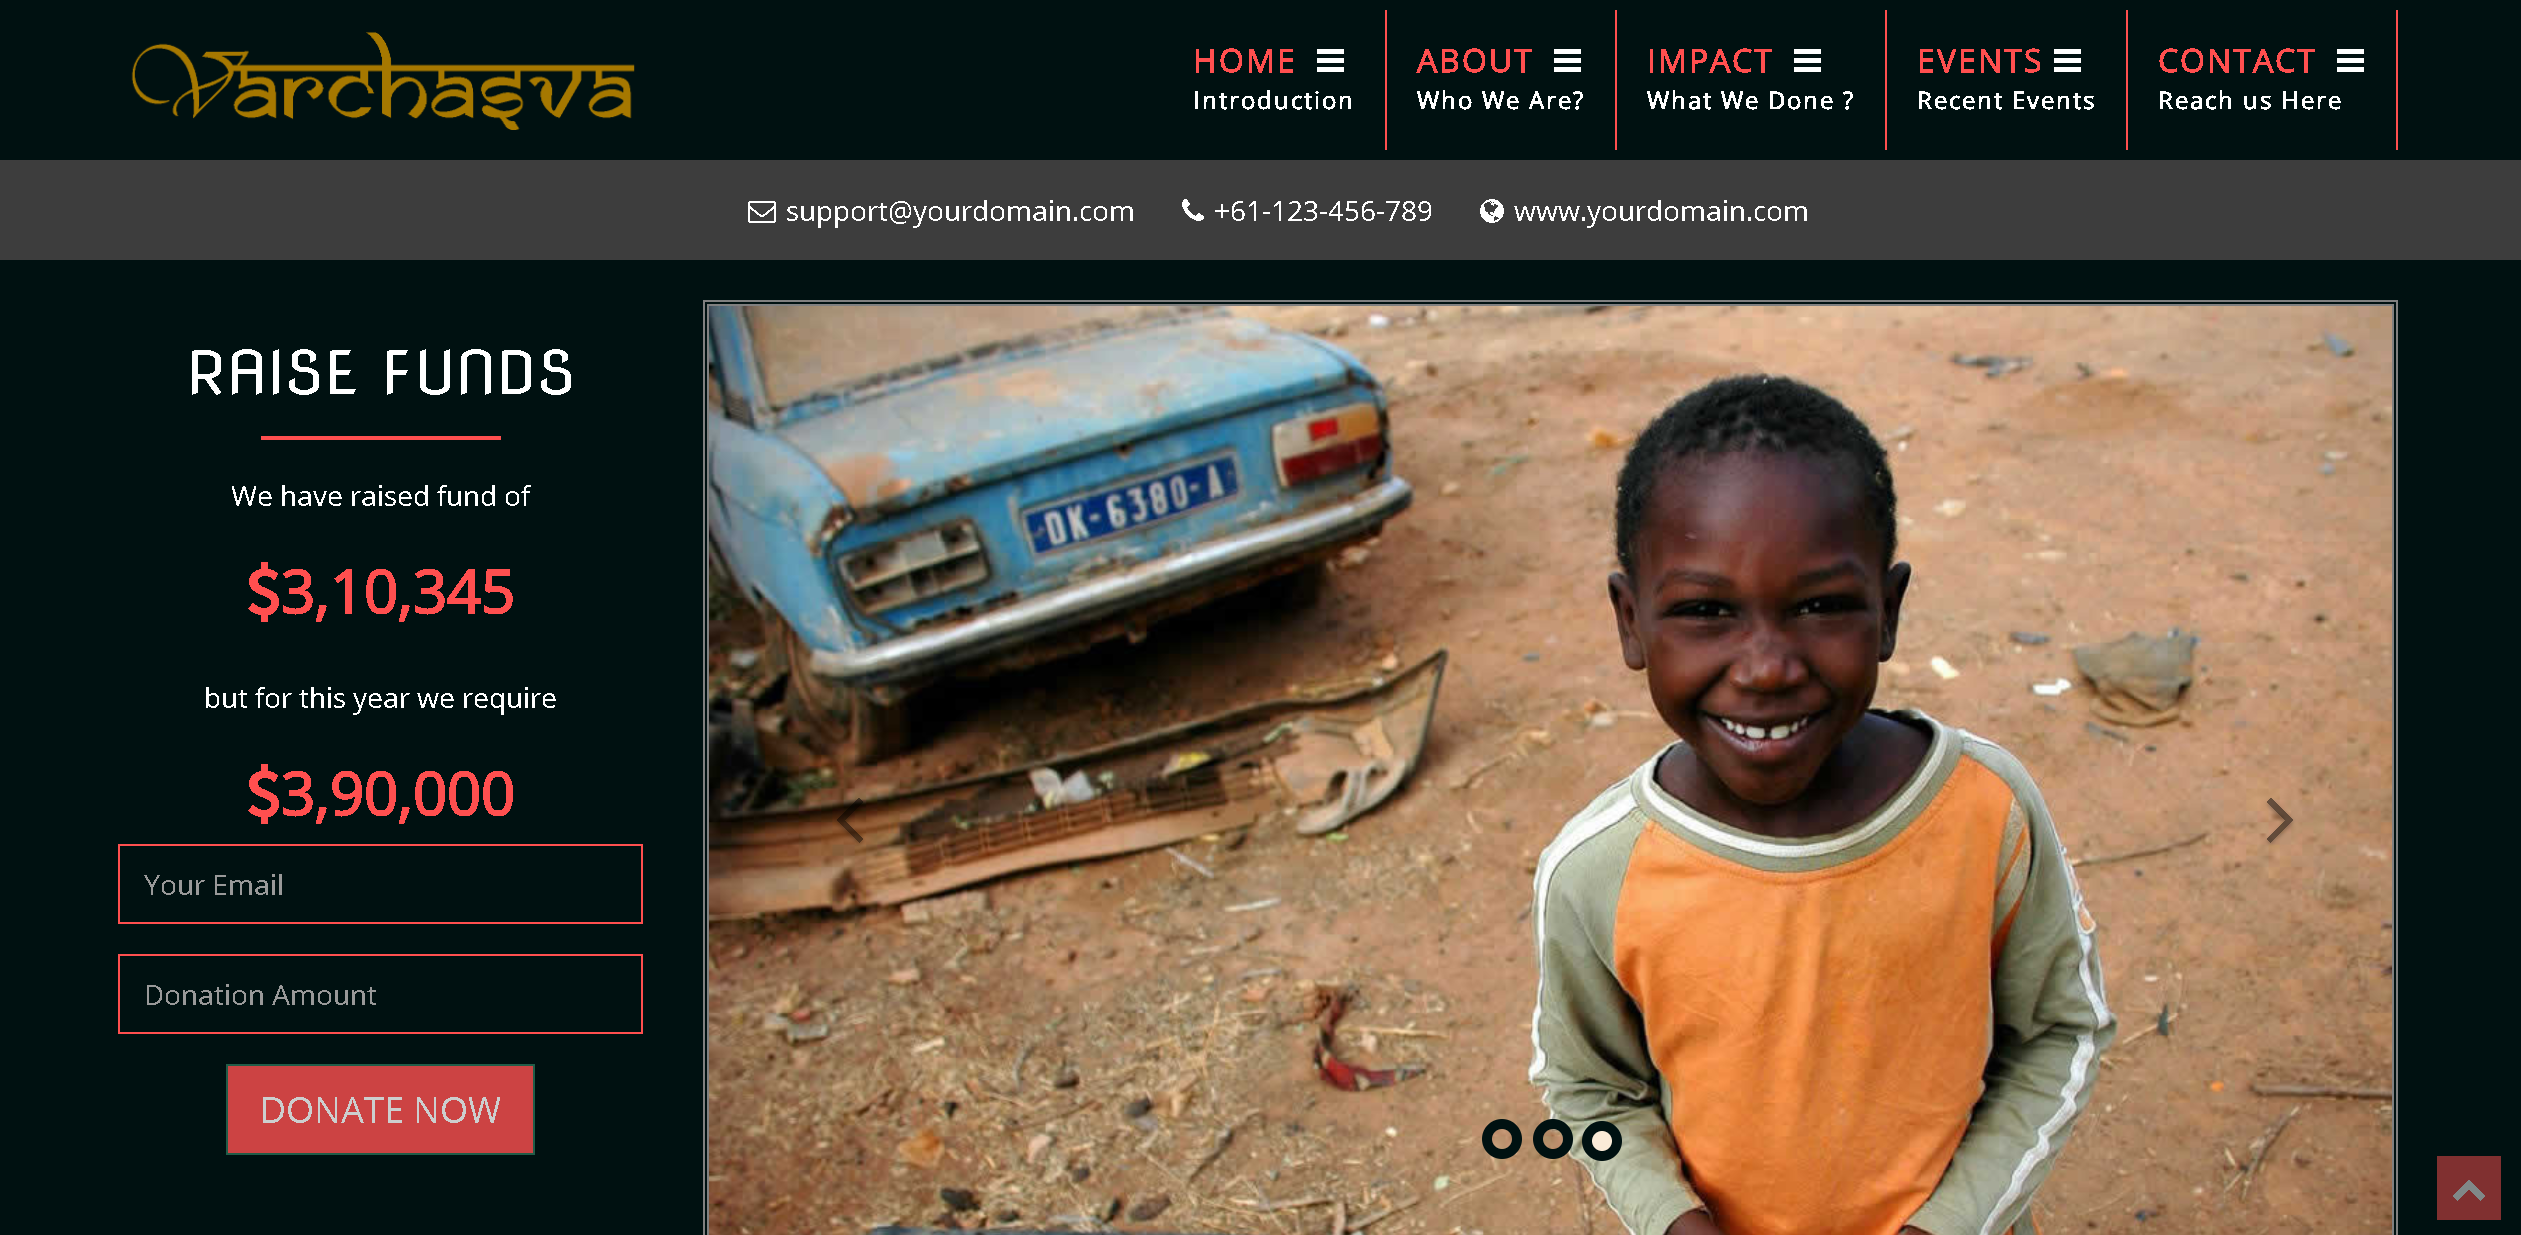 Varchasva
HOME
Introduction
ABOUT
Who We Are?
IMPACT
What We Done ?
EVENTS
Recent Events
CONTACT
Reach us Here
support@yourdomain.com
+61-123-456-789
www.yourdomain.com
RAISE FUNDS
We have raised fund of
$3,10,345
but for this year we require
$3,90,000
Your Email
Donation Amount
DONATE NOW
DK-6380-A